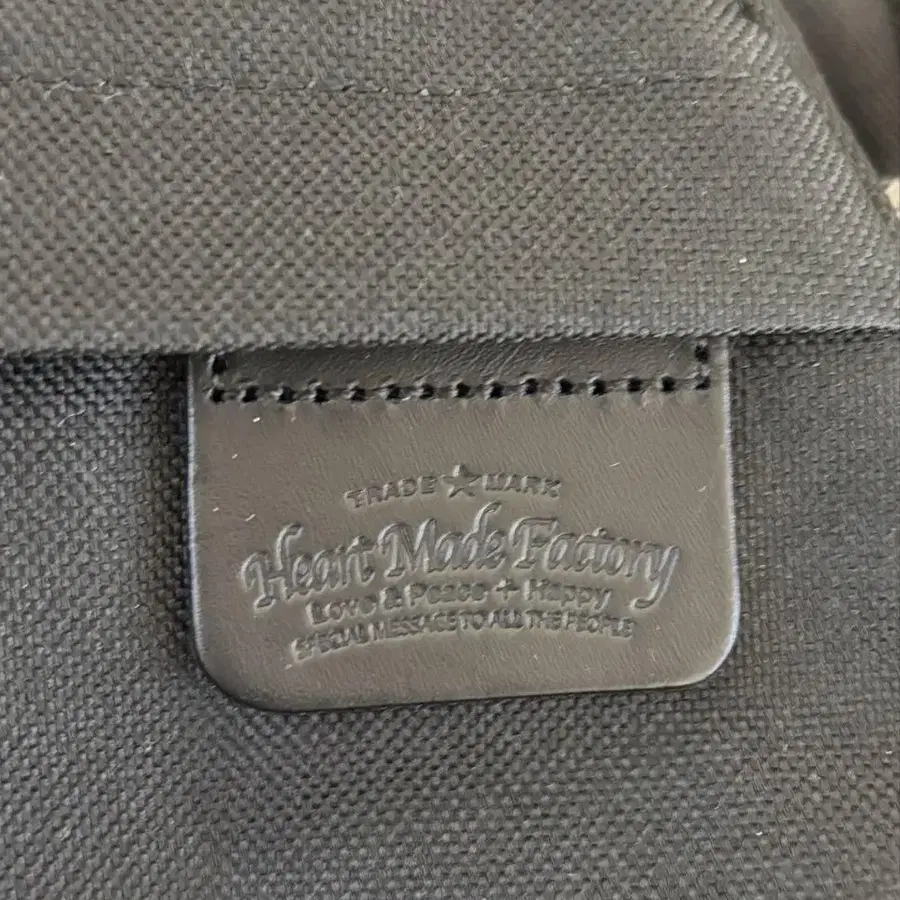 TRADE ★ MARK
Heart Made Factory
Love & Peace + Happy
SPECIAL MESSAGE TO ALL THE PEOPLE